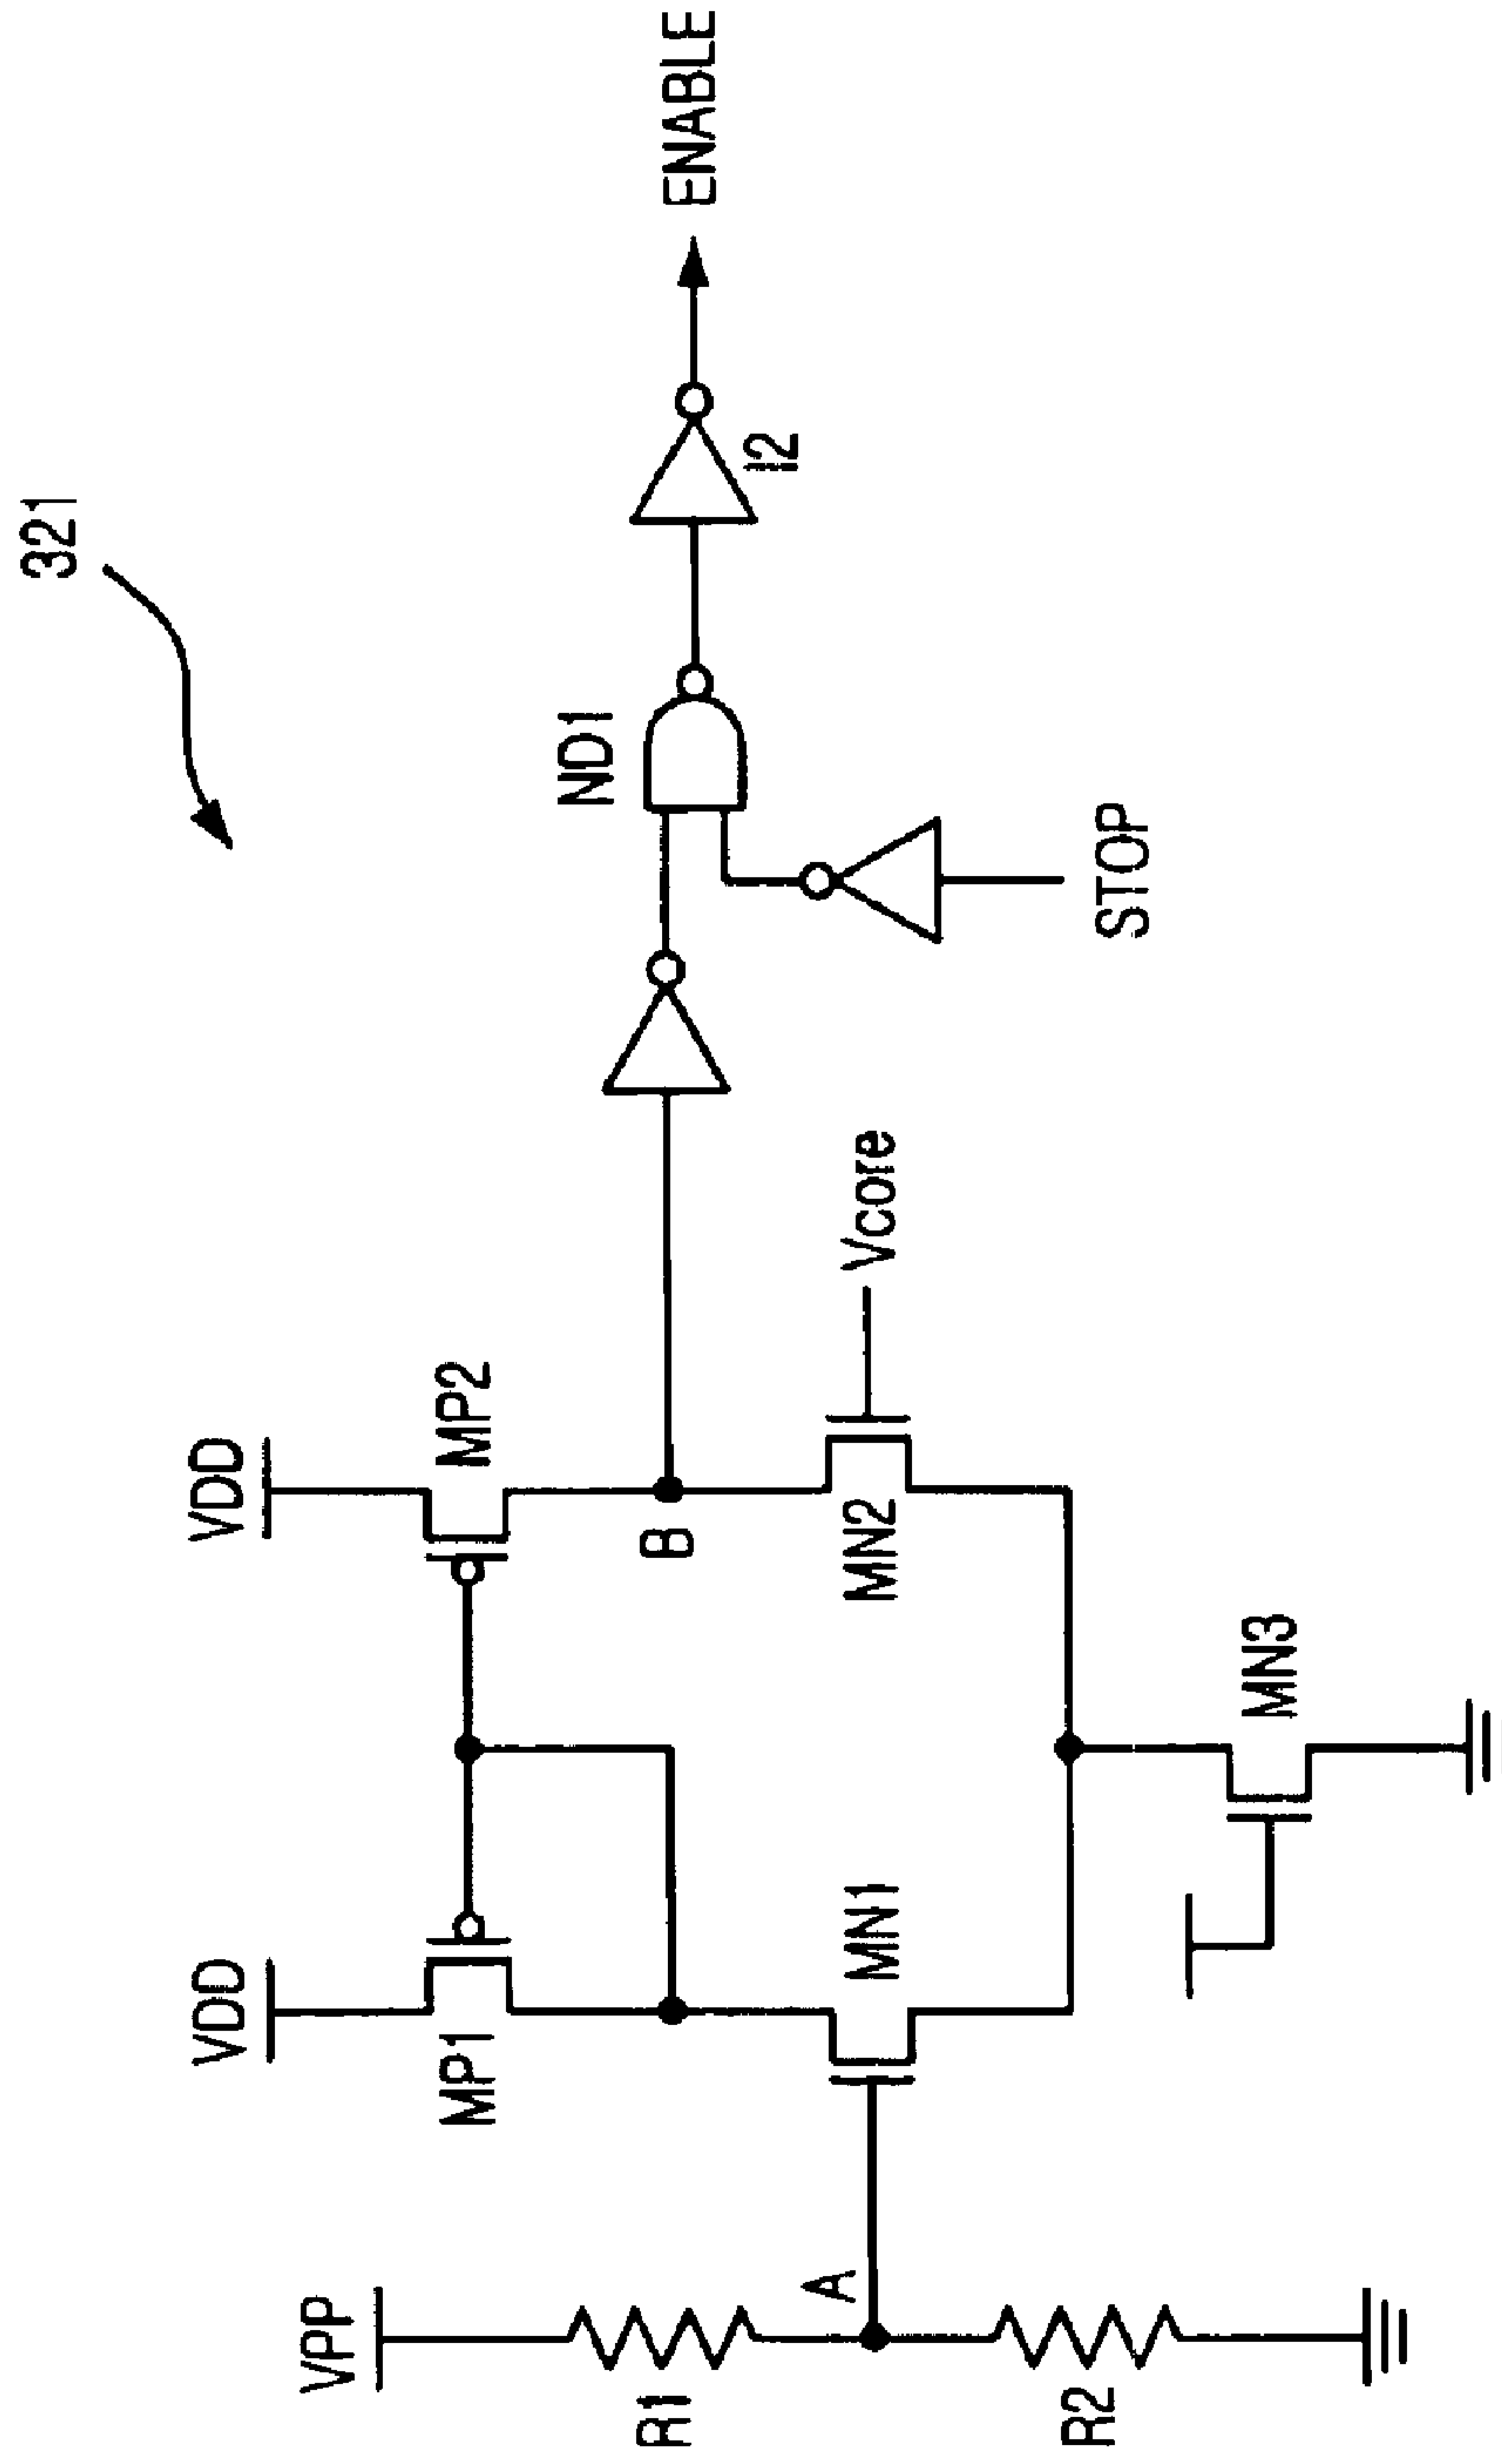 321
VPP
R1
A
R2
VDD
MP1
MN1
VDD
MP2
B
MN2
Vcore
MN3
ND1
STOP
I2
ENABLE